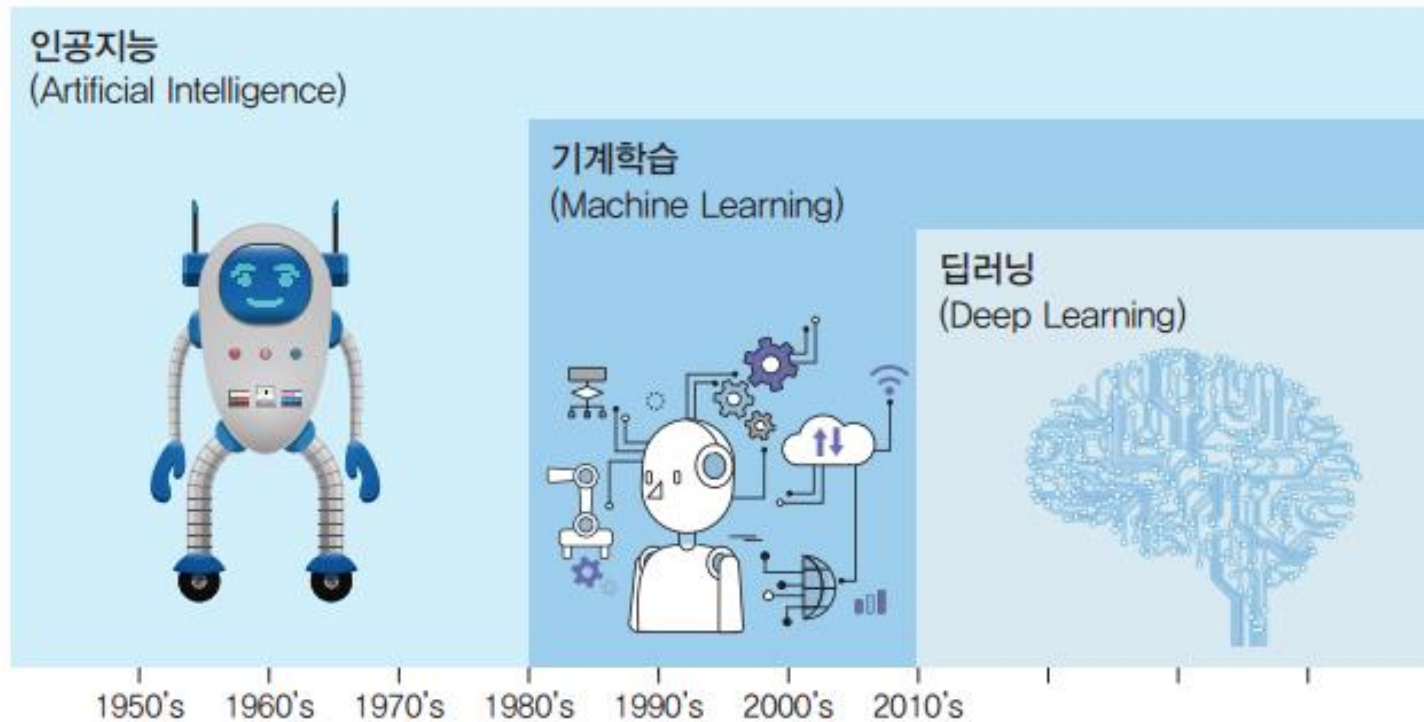 인공지능
(Artificial Intelligence)
기계학습
(Machine Learning)
딥러닝
(Deep Learning)
1950's 1960's 1970's 1980's 1990's 2000's 2010's